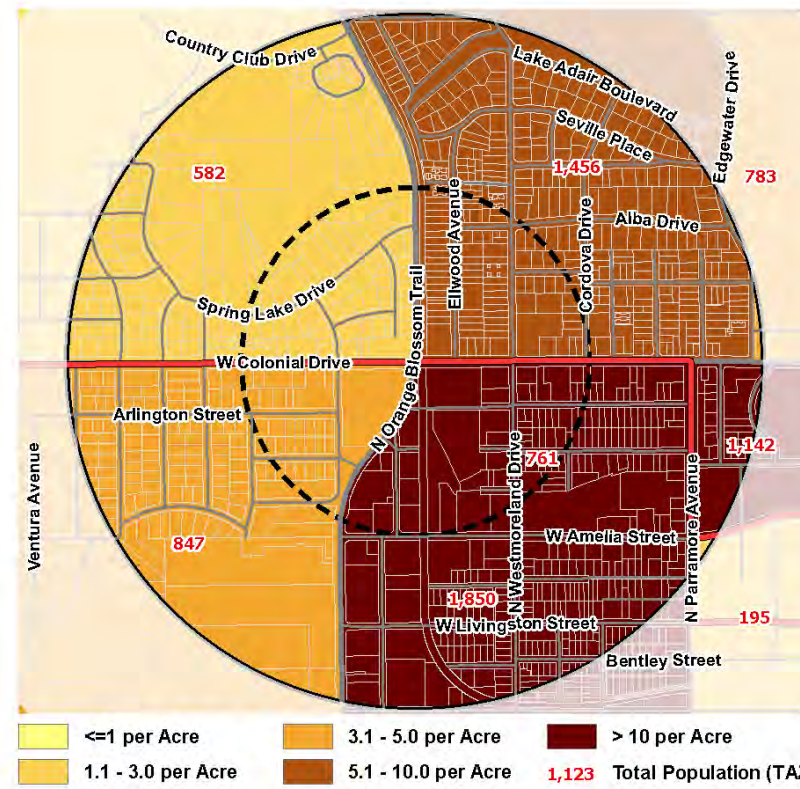 Country Club Drive
Lake Adair Boulevard
Edgewater Drive
Seville Place
582
1,456
783
Ellwood Avenue
Cordova Drive
Alba Drive
Spring Lake Drive
N Orange Blossom Trail
W Colonial Drive
Arlington Street
Ventura Avenue
N Westmoreland Drive
761
1,142
N Parramore Avenue
847
W Amelia Street
1,850
W Livingston Street
195
Bentley Street
<=1 per Acre
3.1 - 5.0 per Acre
> 10 per Acre
1.1 - 3.0 per Acre
5.1 - 10.0 per Acre
1,123 Total Population (TAZ